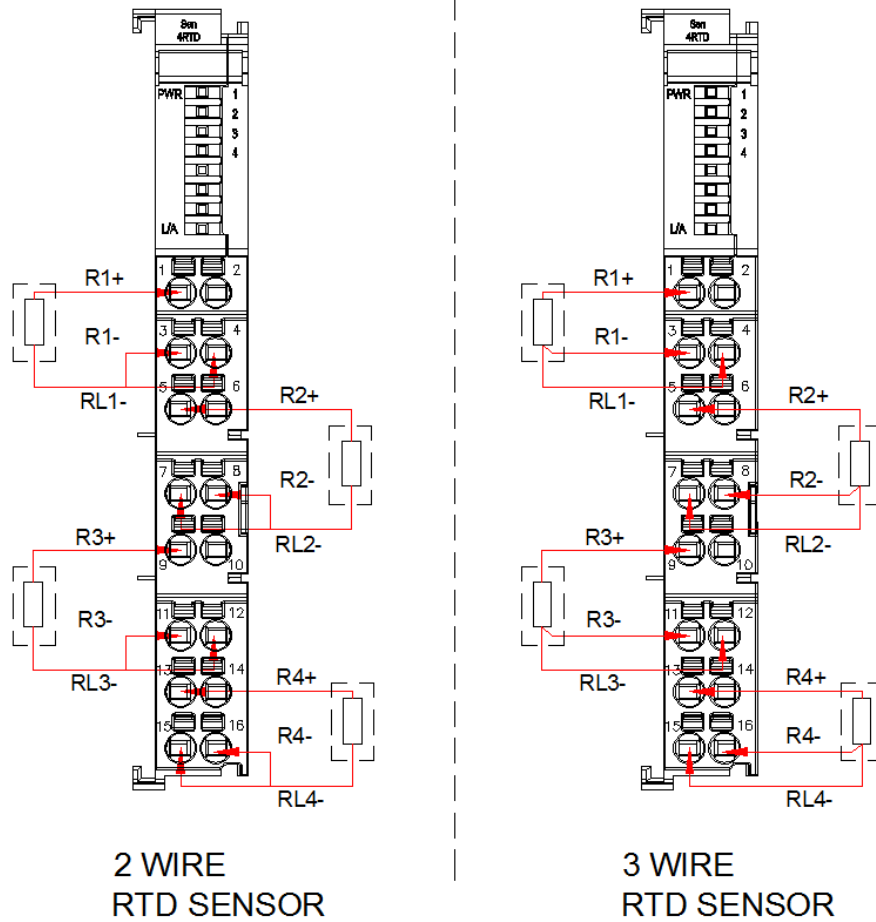 Sen
4RTD
PWR 1
2
3
4
L/A
1 2
R1+
3 4
R1-
5 6
RL1-
R2+
7 8
R2-
R3+
RL2-
9 10
11 12
R3-
13 14
RL3-
R4+
15 16
R4-
RL4-
2 WIRE
RTD SENSOR
Sen
4RTD
PWR 1
2
3
4
L/A
1 2
R1+
3 4
R1-
5 6
RL1-
R2+
7 8
R2-
R3+
RL2-
9 10
11 12
R3-
13 14
RL3-
R4+
15 16
R4-
RL4-
3 WIRE
RTD SENSOR